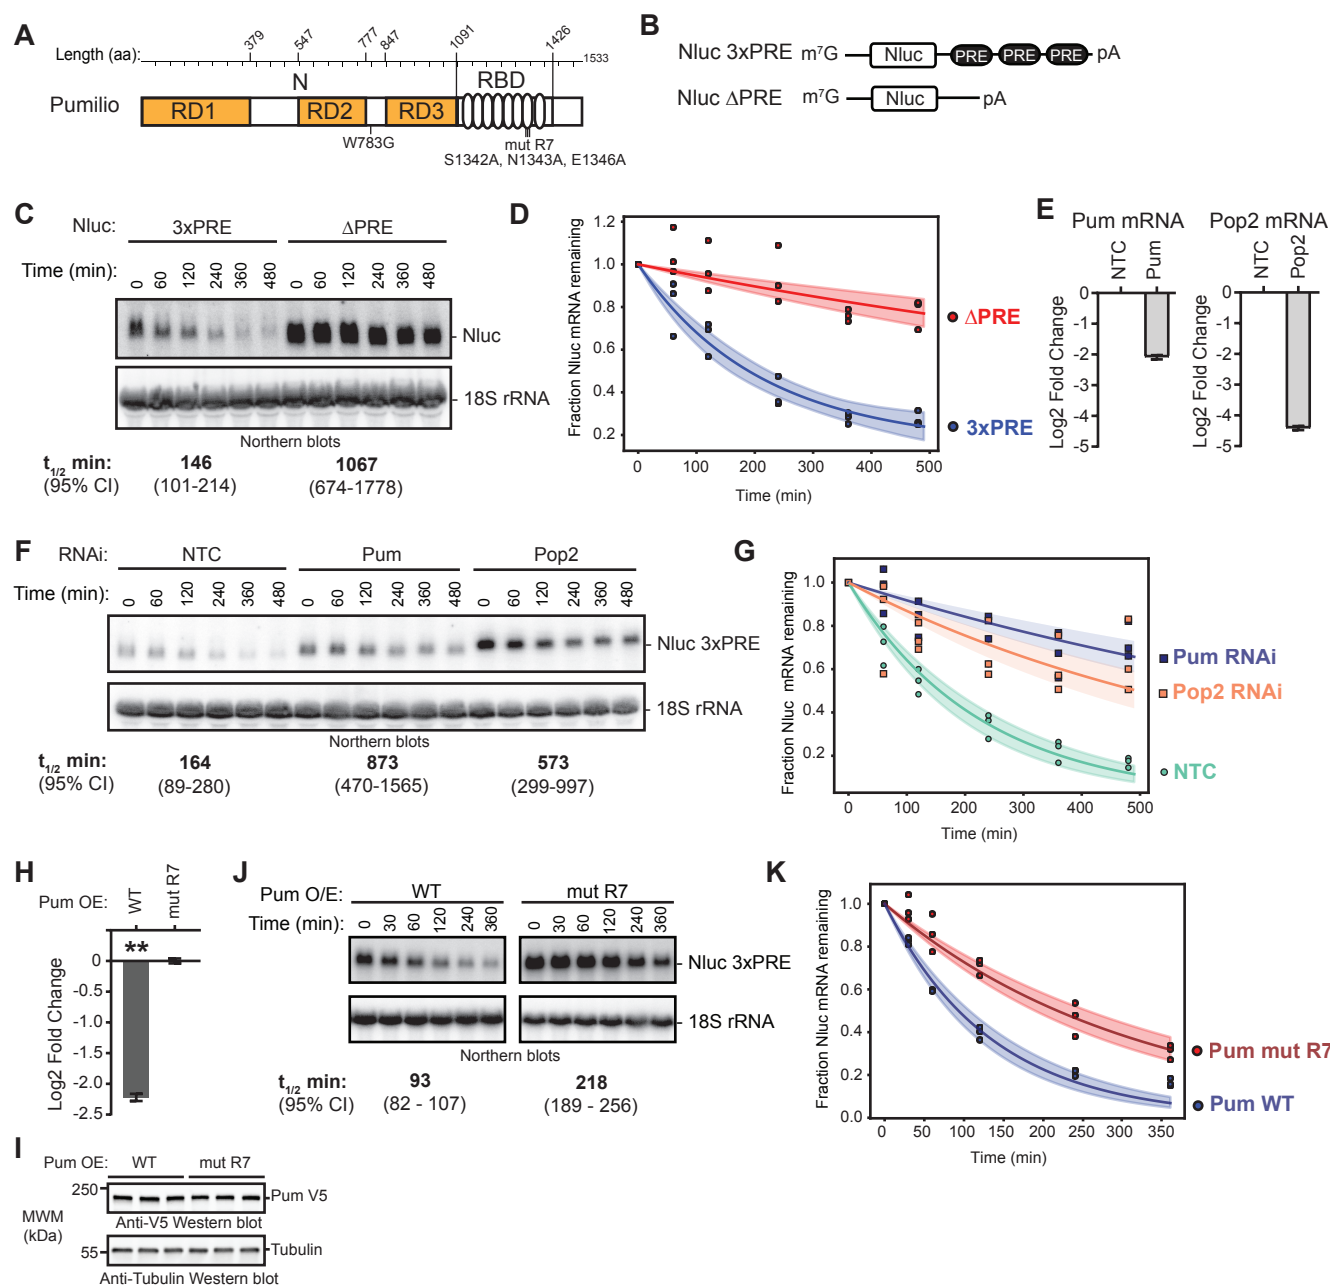 A
Length (aa):
379
547
777
847
1091
1426
1533
N
RBD
Pumilio
RD1
RD2
RD3
W783G
mut R7
S1342A, N1343A, E1346A
B
Nluc 3xPRE m⁷G Nluc PRE PRE PRE pA
Nluc ΔPRE m⁷G Nluc pA
C
Nluc: 3xPRE ΔPRE
Time (min): 0 60 120 240 360 480 0 60 120 240 360 480
Nluc
18S rRNA
Northern blots
t1/2 min: 146 1067
(95% CI) (101-214) (674-1778)
D
Fraction Nluc mRNA remaining
1.2
1.0
0.8
0.6
0.4
0.2
0 100 200 300 400 500
Time (min)
ΔPRE
3xPRE
E
Pum mRNA
NTC
Pum
Log2 Fold Change
0
-1
-2
-3
-4
-5
Pop2 mRNA
NTC
Pop2
Log2 Fold Change
0
-1
-2
-3
-4
-5
F
RNAi: NTC Pum Pop2
Time (min): 0 60 120 240 360 480 0 60 120 240 360 480 0 60 120 240 360 480
Nluc 3xPRE
18S rRNA
Northern blots
t1/2 min: 164 873 573
(95% CI) (89-280) (470-1565) (299-997)
G
Fraction Nluc mRNA remaining
1.0
0.8
0.6
0.4
0.2
0 100 200 300 400 500
Time (min)
Pum RNAi
Pop2 RNAi
NTC
H
Pum OE: WT mut R7
**
Log2 Fold Change
0
-0.5
-1.0
-1.5
-2.0
-2.5
I
Pum OE: WT mut R7
250
Pum V5
MWM
(kDa)
Anti-V5 Western blot
55
Tubulin
Anti-Tubulin Western blot
J
Pum O/E: WT mut R7
Time (min): 0 30 60 120 240 360 0 30 60 120 240 360
Nluc 3xPRE
18S rRNA
Northern blots
t1/2 min: 93 218
(95% CI) (82 - 107) (189 - 256)
K
Fraction Nluc mRNA remaining
1.0
0.8
0.6
0.4
0.2
0.0
0 50 100 150 200 250 300 350
Time (min)
Pum mut R7
Pum WT